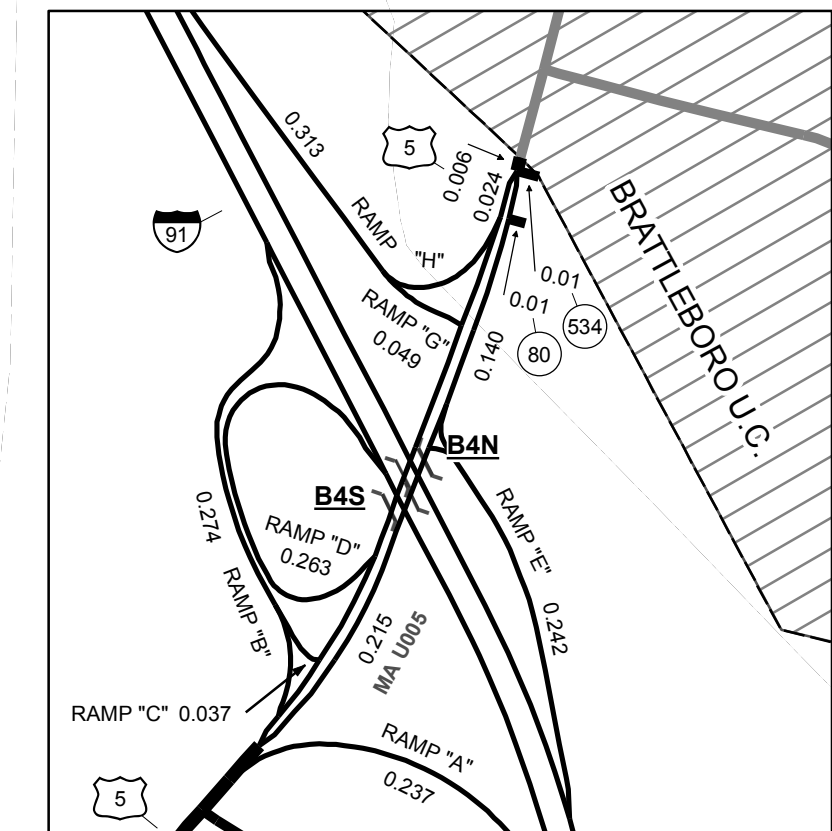 0.313
5
0.006
0.024
91
RAMP "H"
BRATTLEBORO U.C.
0.01
0.01
534
80
RAMP "G"
0.049
0.140
B4N
B4S
0.274
RAMP "D"
0.263
RAMP "E"
0.242
RAMP "B"
0.215
MA U005
RAMP "C" 0.037
RAMP "A"
0.237
5